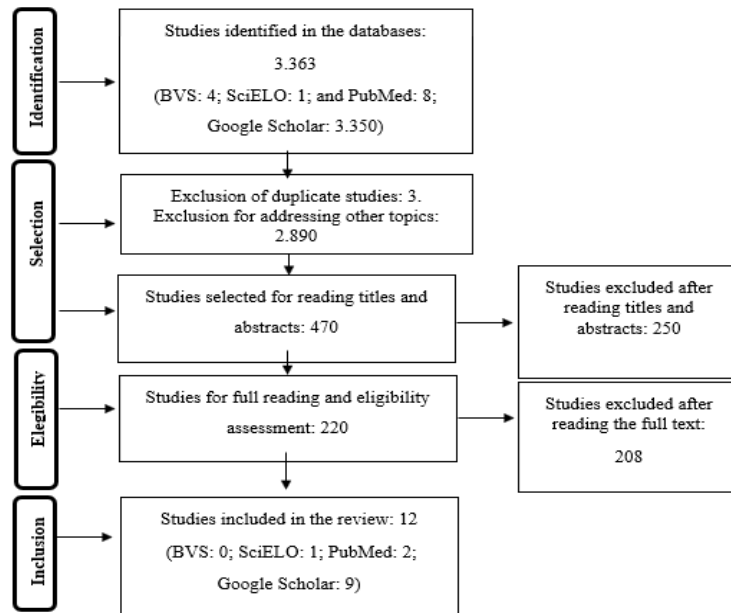 Identification
Studies identified in the databases:
3.363
(BVS: 4; SciELO: 1; and PubMed: 8;
Google Scholar: 3.350)
Selection
Exclusion of duplicate studies: 3.
Exclusion for addressing other topics:
2.890
Studies selected for reading titles and
abstracts: 470
Studies excluded after
reading titles and
abstracts: 250
Elegibility
Studies for full reading and eligibility
assessment: 220
Studies excluded after
reading the full text:
208
Inclusion
Studies included in the review: 12
(BVS: 0; SciELO: 1; PubMed: 2;
Google Scholar: 9)